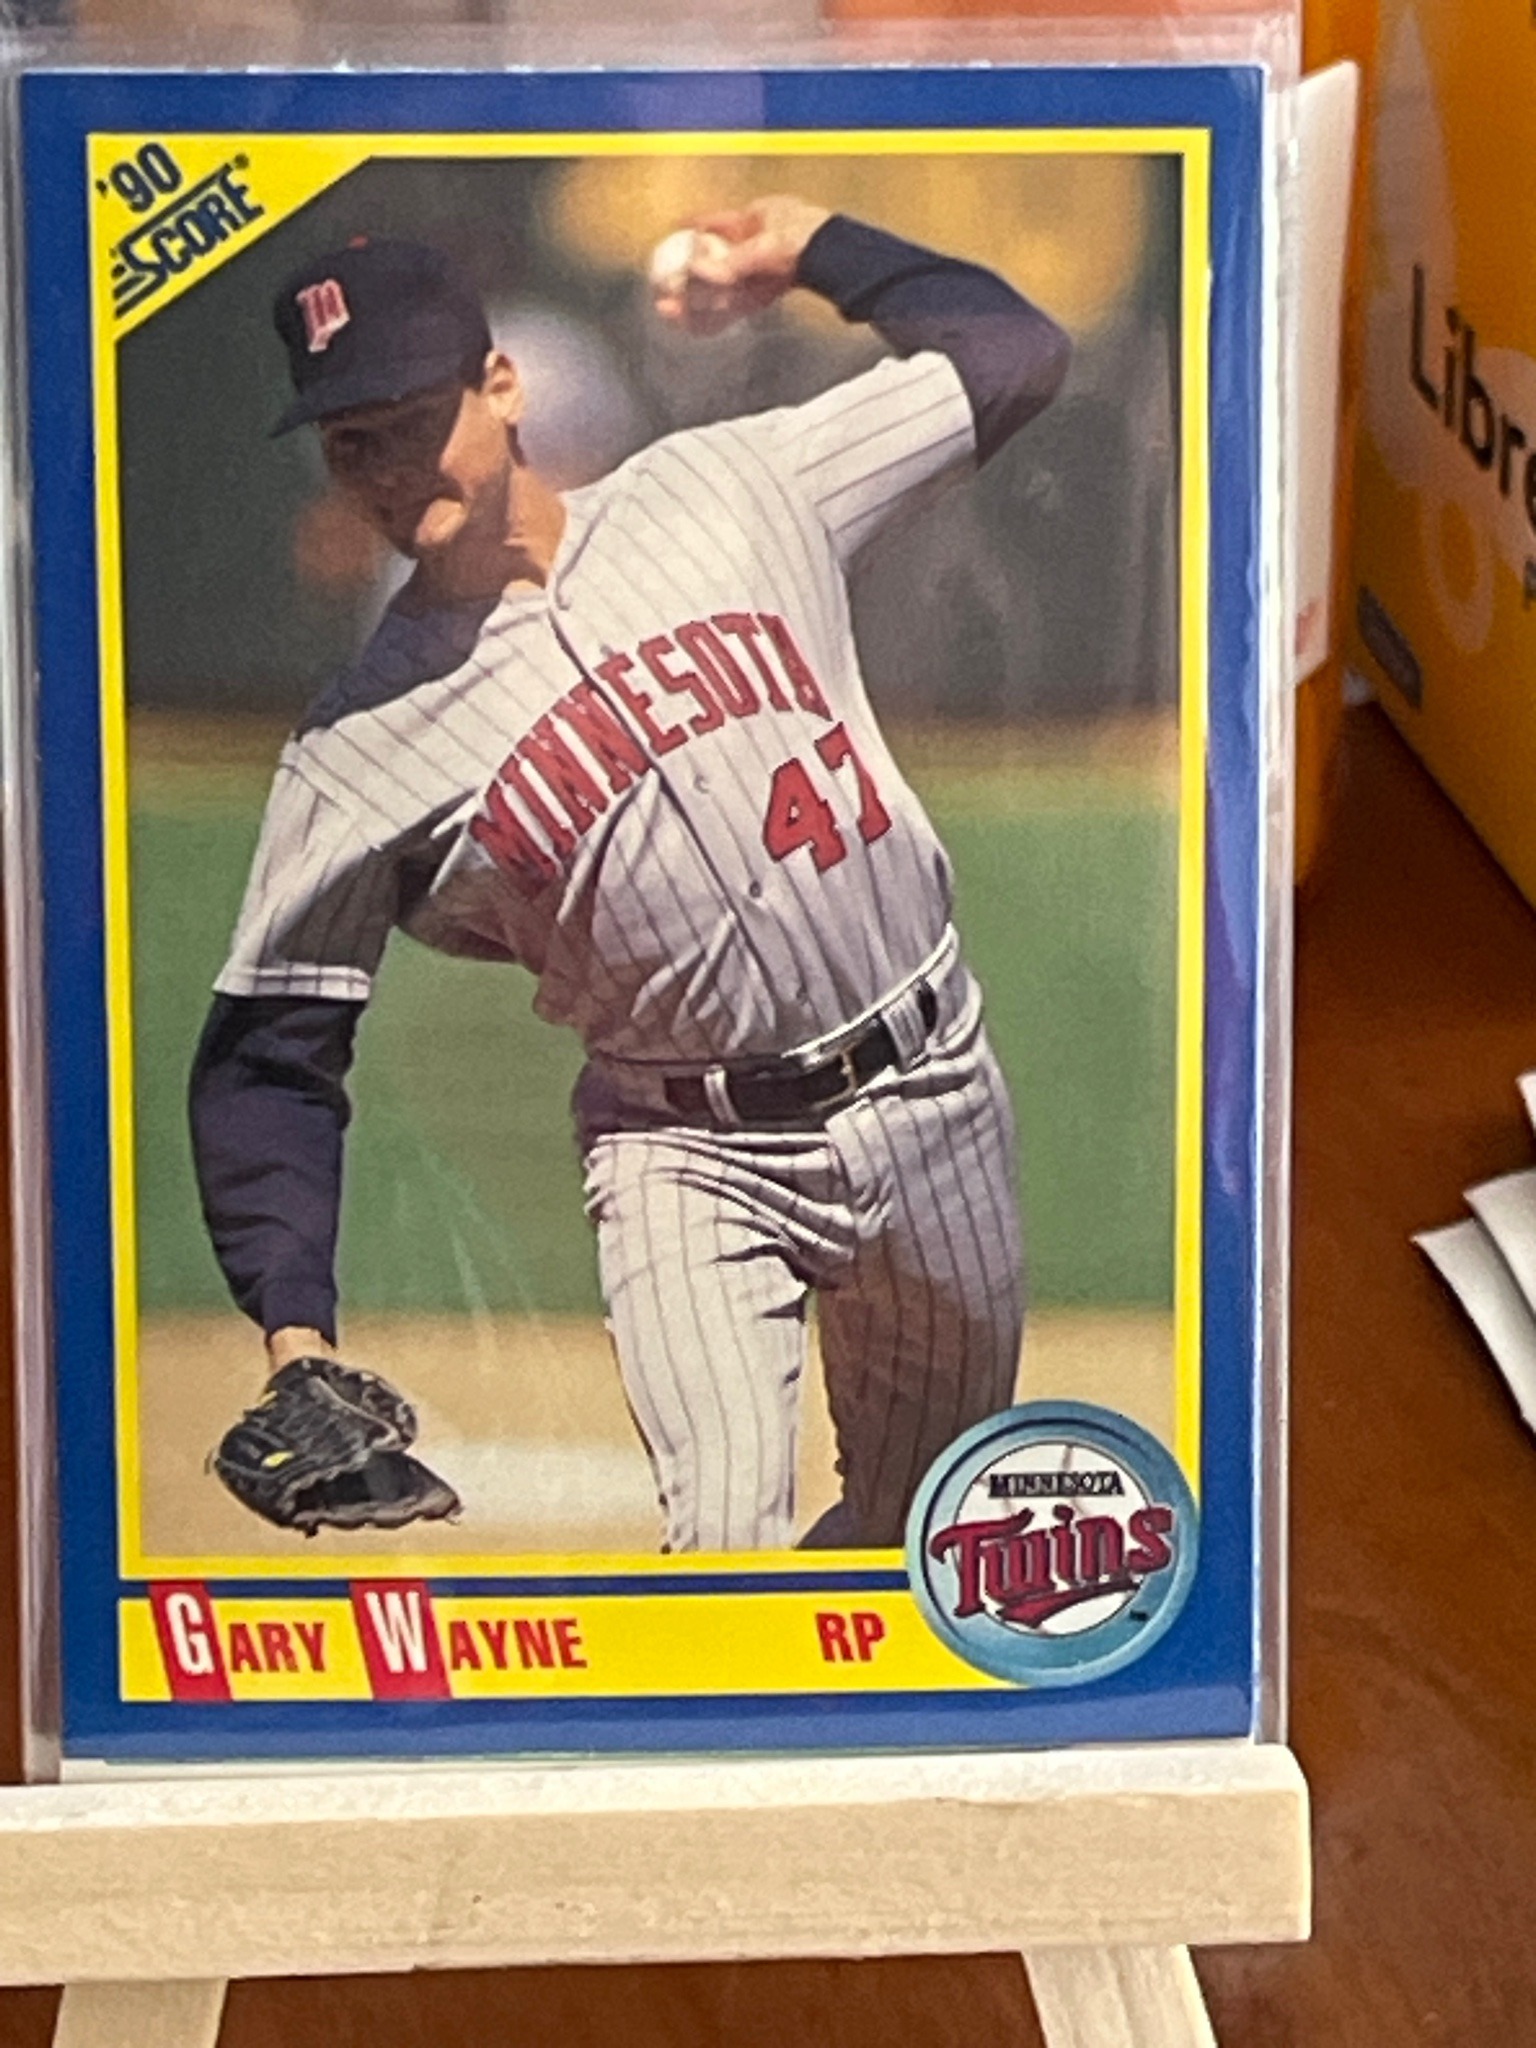 '90
SCORE®
MINNESOTA
47
MINNESOTA
Twins
GARY WAYNE RP